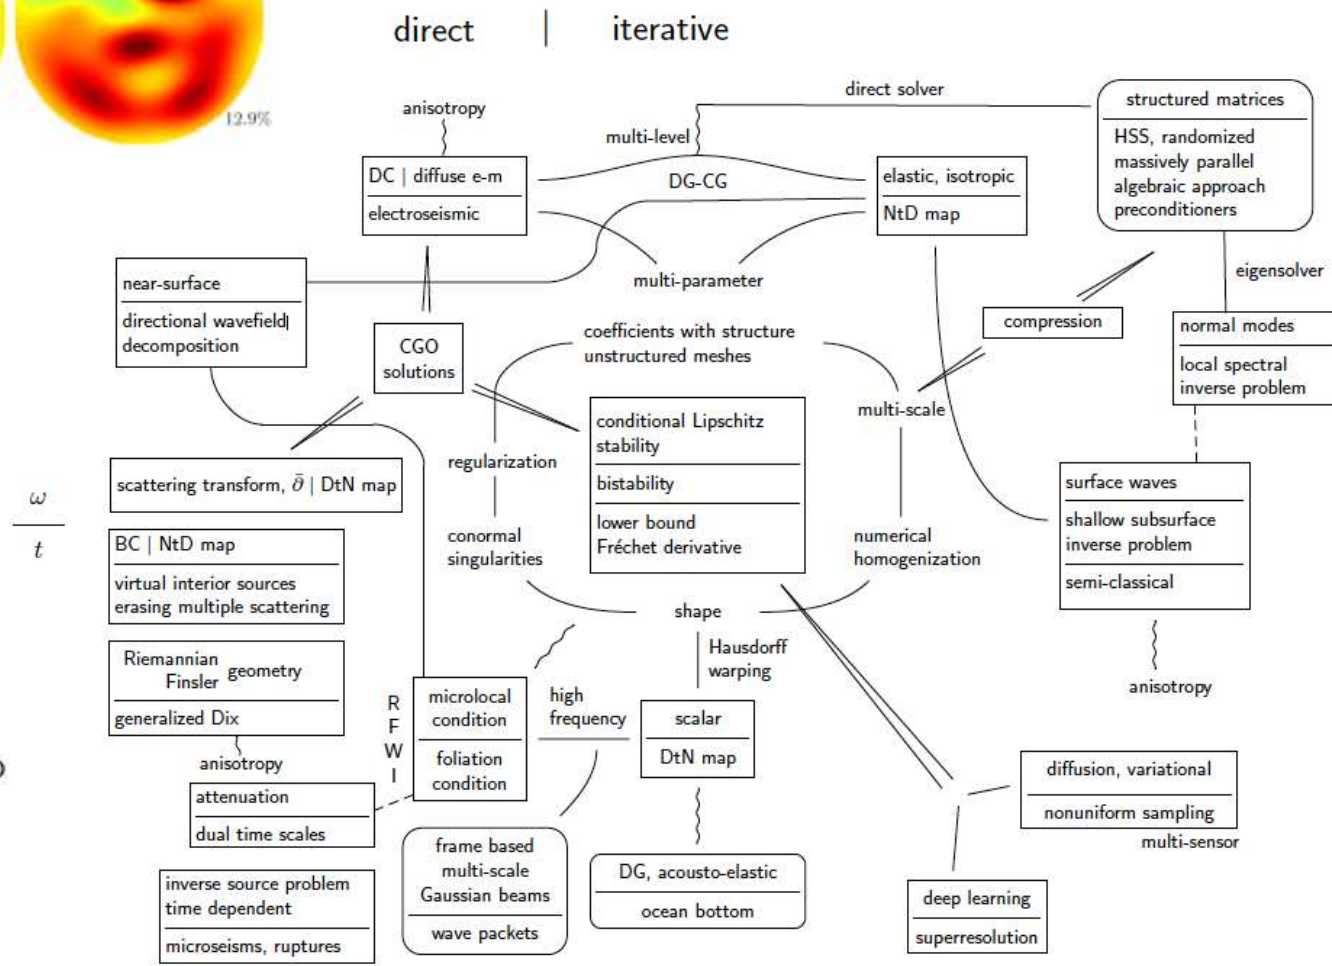 direct | iterative
12.9%
anisotropy
direct solver
multi-level
structured matrices
HSS, randomized
massively parallel
algebraic approach
preconditioners
DC | diffuse e-m
electroseismic
DG-CG
elastic, isotropic
NtD map
near-surface
directional wavefield|
decomposition
multi-parameter
eigensolver
CGO
solutions
coefficients with structure
unstructured meshes
compression
normal modes
local spectral
inverse problem
multi-scale
conditional Lipschitz
stability
bistability
lower bound
Fréchet derivative
regularization
scattering transform, ∂̄ | DtN map
ω
t
surface waves
shallow subsurface
inverse problem
semi-classical
BC | NtD map
virtual interior sources
erasing multiple scattering
conormal
singularities
numerical
homogenization
shape
Hausdorff
warping
Riemannian
Finsler
geometry
generalized Dix
anisotropy
R
F
W
I
microlocal
condition
foliation
condition
high
frequency
scalar
DtN map
anisotropy
attenuation
dual time scales
diffusion, variational
nonuniform sampling
multi-sensor
frame based
multi-scale
Gaussian beams
wave packets
DG, acousto-elastic
ocean bottom
inverse source problem
time dependent
microseisms, ruptures
deep learning
superresolution